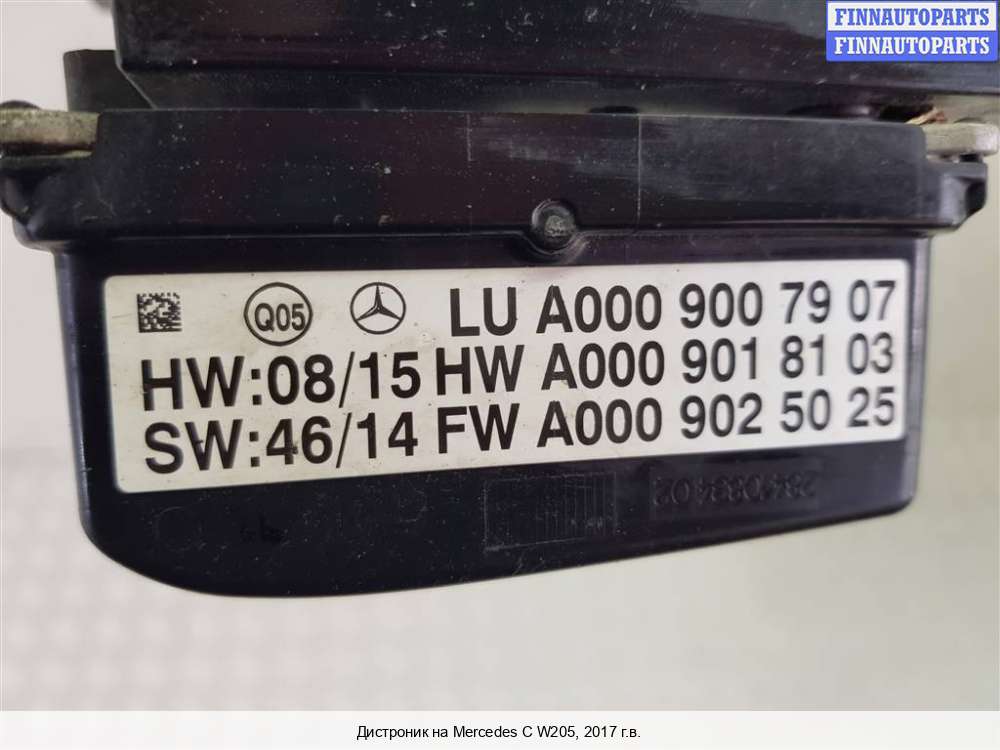 FINNAUTOPARTS
FINNAUTOPARTS
Q05 LU A000 900 79 07
HW:08/15 HW A000 901 81 03
SW:46/14 FW A000 902 50 25
Дистроник на Mercedes C W205, 2017 г.в.